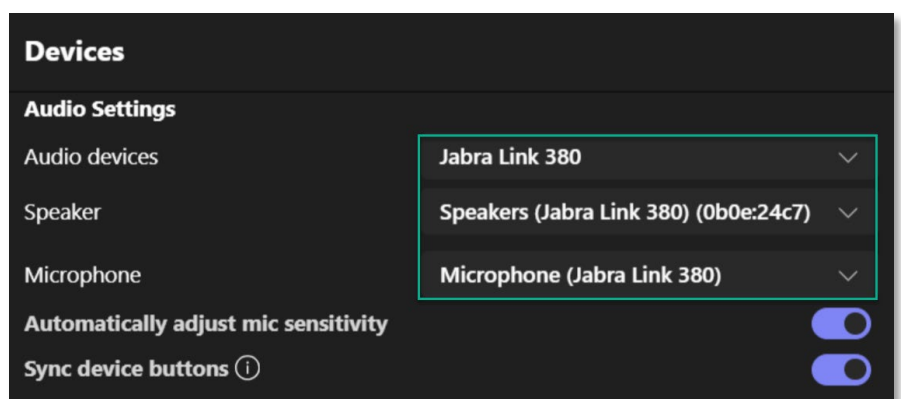 Devices
Audio Settings
Audio devices Jabra Link 380
Speaker Speakers (Jabra Link 380) (0b0e:24c7)
Microphone Microphone (Jabra Link 380)
Automatically adjust mic sensitivity
Sync device buttons